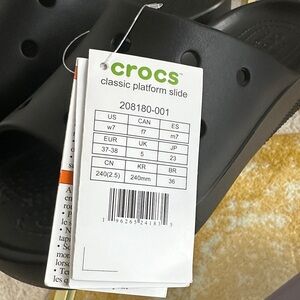 crocs™
classic platform slide
208180-001
US CAN ES
w7 f7 m7
EUR UK JP
37-38 5 23
CN KR BR
240(2.5) 240mm 36